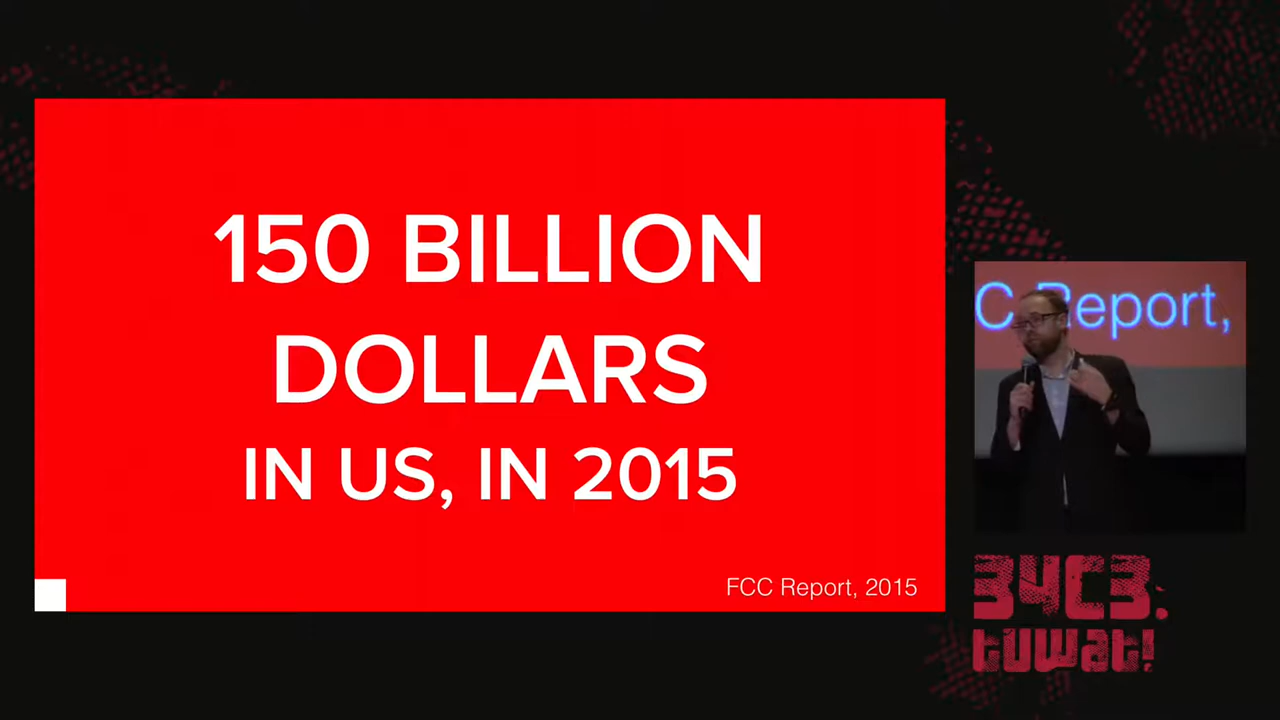 150 BILLION
DOLLARS
IN US, IN 2015
FCC Report, 2015
C Report,
34C3.
tuwat!